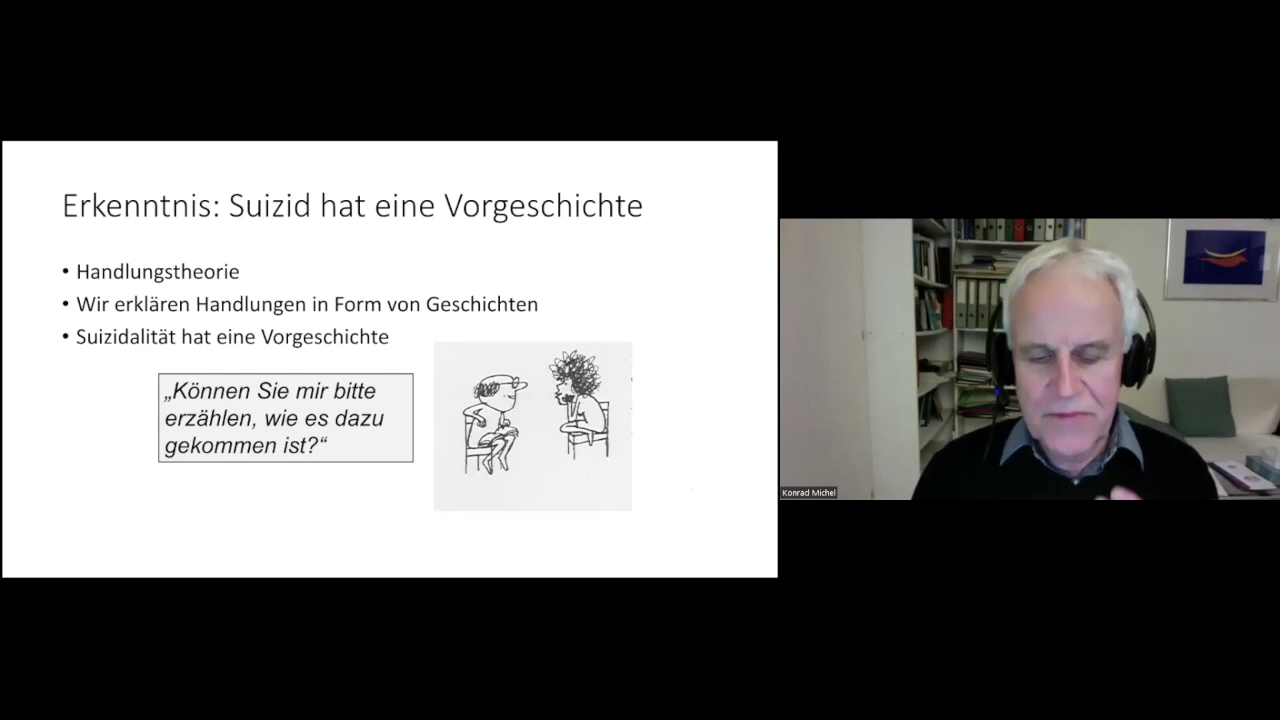 Erkenntnis: Suizid hat eine Vorgeschichte
• Handlungstheorie
• Wir erklären Handlungen in Form von Geschichten
• Suizidalität hat eine Vorgeschichte
„Können Sie mir bitte
erzählen, wie es dazu
gekommen ist?“
Konrad Michel